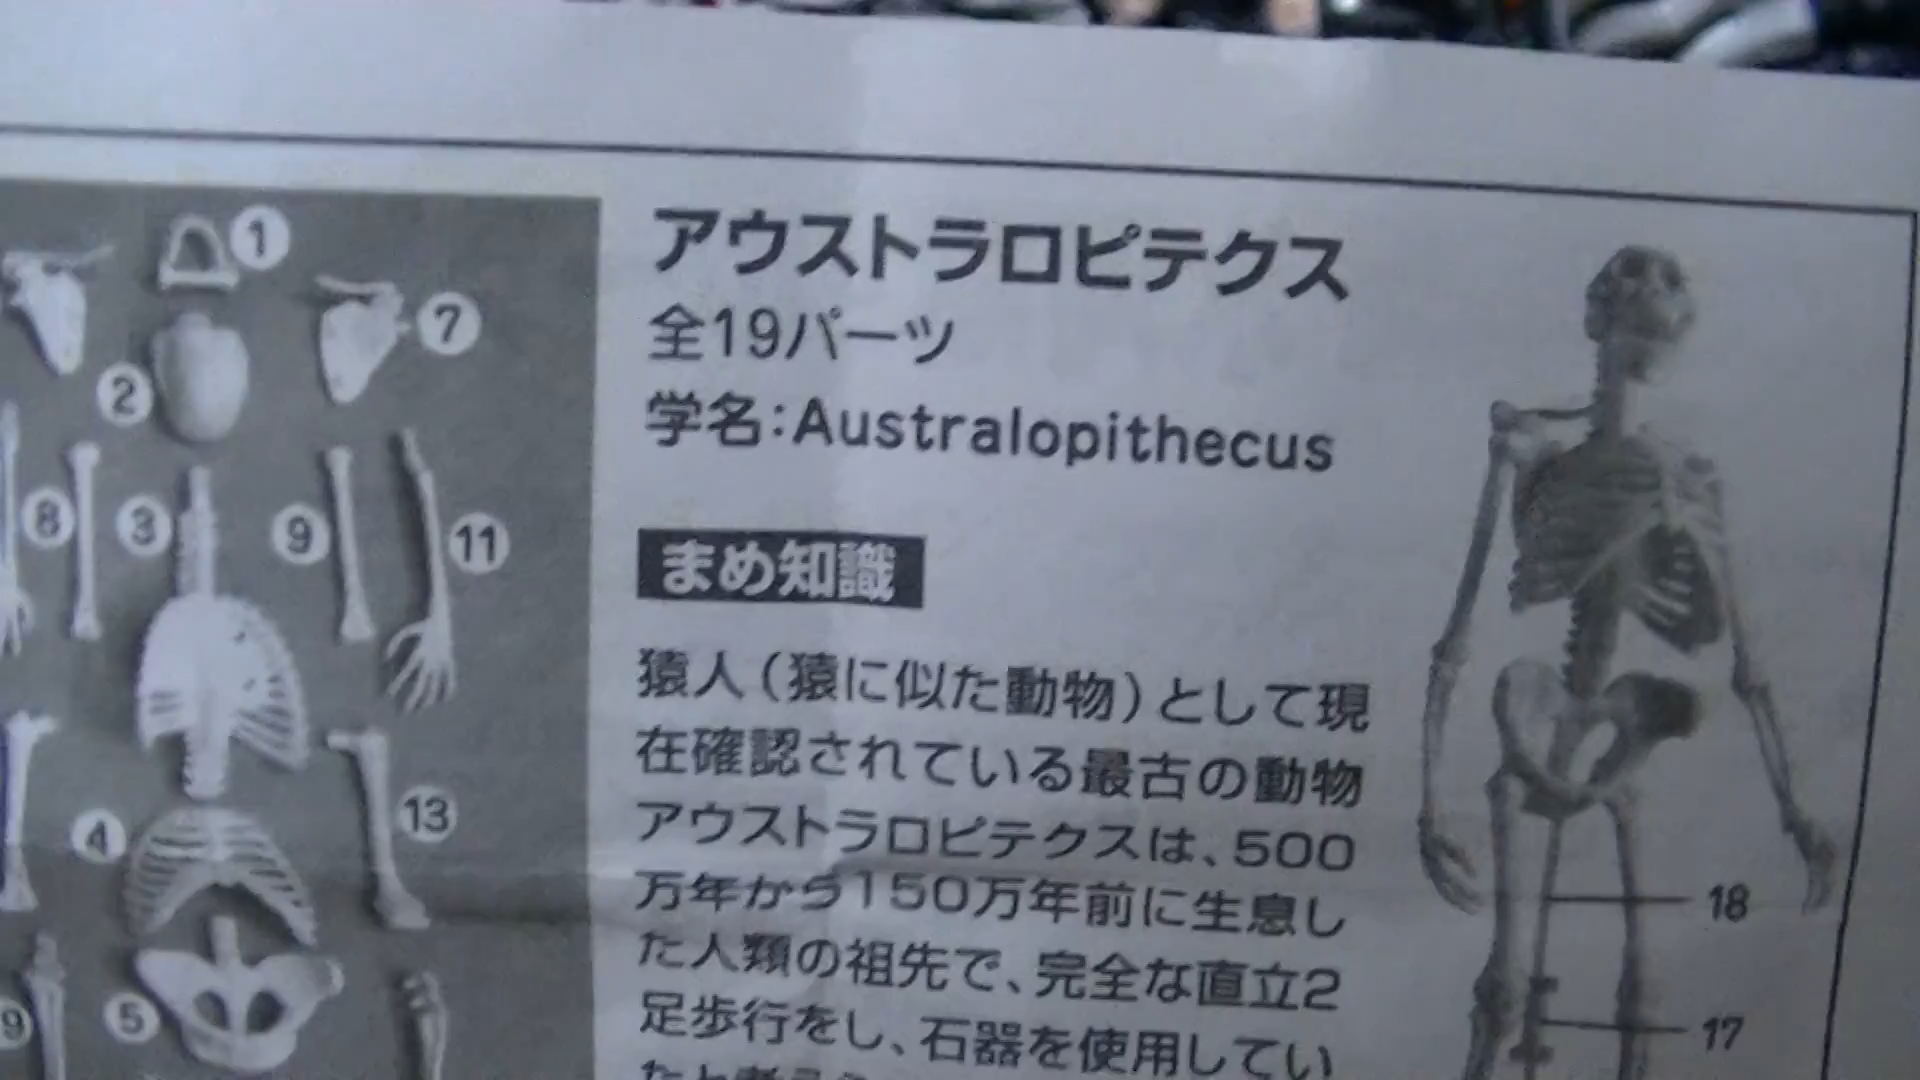 アウストラロピテクス
全19パーツ
学名:Australopithecus
まめ知識
猿人(猿に似た動物)として現
在確認されている最古の動物
アウストラロピテクスは、500
万年から150万年前に生息し
た人類の祖先で、完全な直立2
足歩行をし、石器を使用してい
たと考え
1
7
2
8
3
9
11
13
4
9
5
18
17